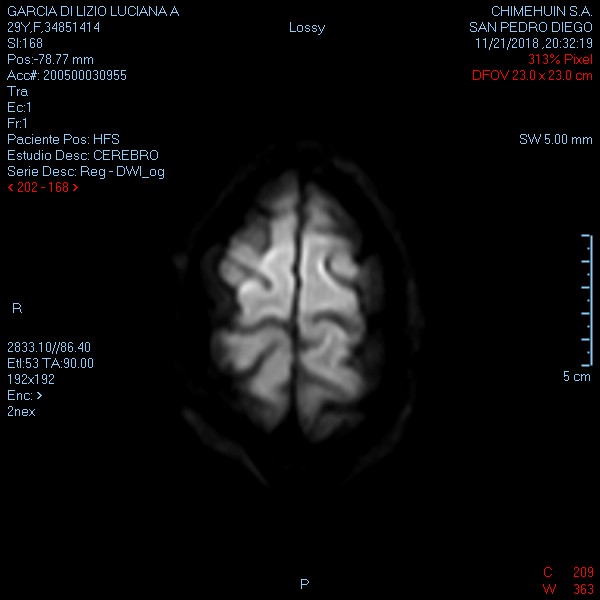 GARCIA DI LIZIO LUCIANA A
29Y,F,34851414
Sl:168
Pos:-78.77 mm
Acc#: 200500030955
Tra
Ec:1
Fr:1
Paciente Pos: HFS
Estudio Desc: CEREBRO
Serie Desc: Reg - DWI_og
< 202 - 168 >
Lossy
CHIMEHUIN S.A.
SAN PEDRO DIEGO
11/21/2018 ,20:32:19
313% Pixel
DFOV 23.0 x 23.0 cm
SW 5.00 mm
R
5 cm
2833.10//86.40
Etl:53 TA:90.00
192x192
Enc: >
2nex
P
C 209
W 363